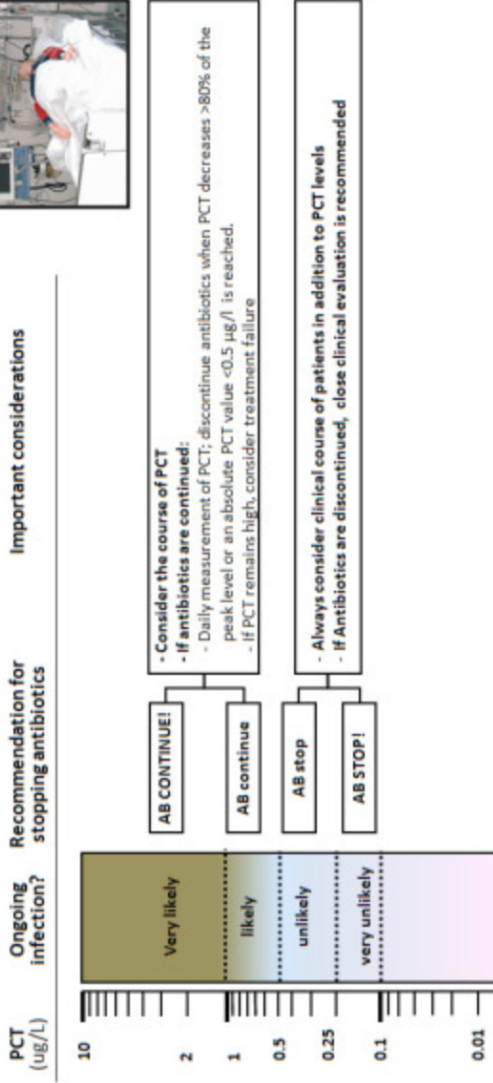 PCT
(ug/L)
Ongoing
infection?
Recommendation for
stopping antibiotics
Important considerations
10
2
1
0.5
0.25
0.1
0.01
Very likely
likely
unlikely
very unlikely
AB CONTINUE!
AB continue
AB stop
AB STOP!
- Consider the course of PCT
- If antibiotics are continued:
- Daily measurement of PCT; discontinue antibiotics when PCT decreases >80% of the
peak level or an absolute PCT value <0.5 µg/l is reached.
- If PCT remains high, consider treatment failure
- Always consider clinical course of patients in addition to PCT levels
- If Antibiotics are discontinued, close clinical evaluation is recommended